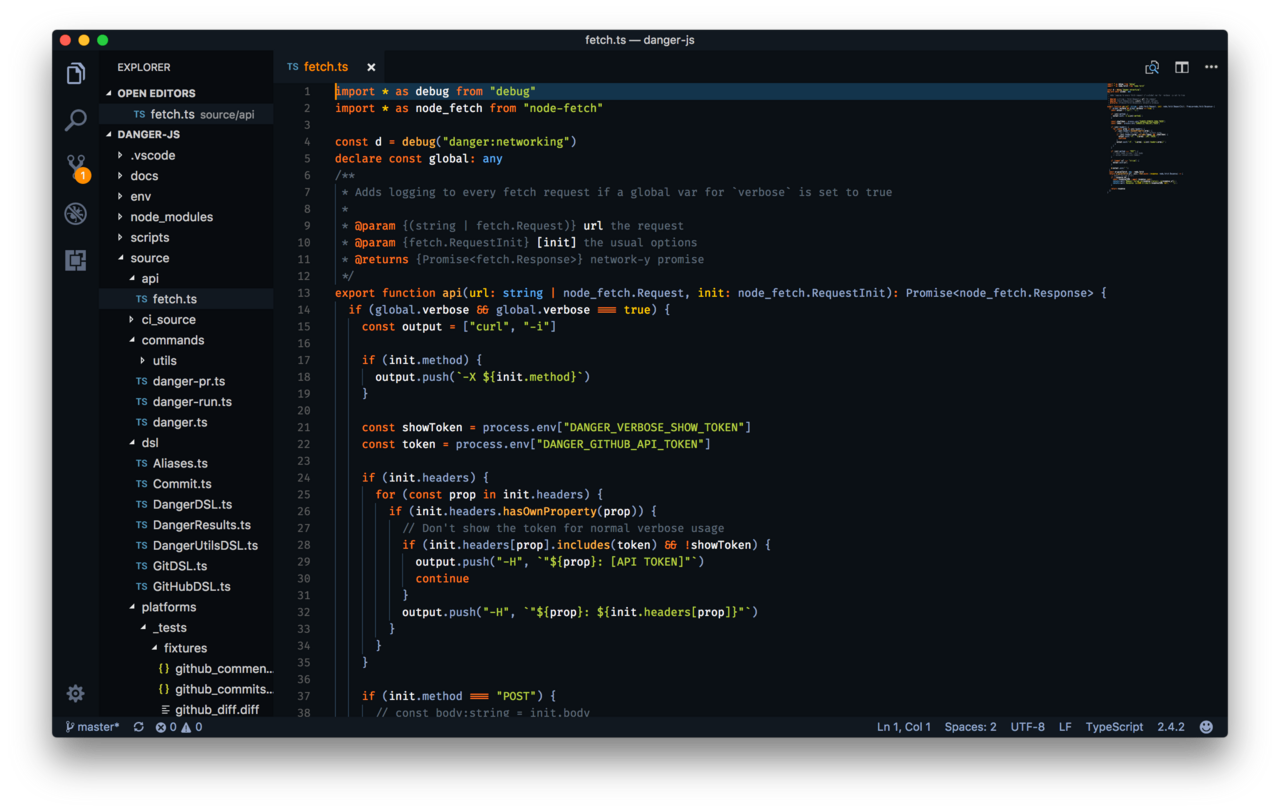 fetch.ts — danger-js
EXPLORER
OPEN EDITORS
TS fetch.ts source/api
DANGER-JS
.vscode
docs
env
node_modules
scripts
source
api
TS fetch.ts
ci_source
commands
utils
TS danger-pr.ts
TS danger-run.ts
TS danger.ts
dsl
TS Aliases.ts
TS Commit.ts
TS DangerDSL.ts
TS DangerResults.ts
TS DangerUtilsDSL.ts
TS GitDSL.ts
TS GitHubDSL.ts
platforms
_tests
fixtures
{} github_commen...
{} github_commits...
github_diff.diff
1
TS fetch.ts ×
1 import * as debug from "debug"
2 import * as node_fetch from "node-fetch"
3
4 const d = debug("danger:networking")
5 declare const global: any
6 /**
7 * Adds logging to every fetch request if a global var for `verbose` is set to true
8 *
9 * @param {(string | fetch.Request)} url the request
10 * @param {fetch.RequestInit} [init] the usual options
11 * @returns {Promise<fetch.Response>} network-y promise
12 */
13 export function api(url: string | node_fetch.Request, init: node_fetch.RequestInit): Promise<node_fetch.Response> {
14 if (global.verbose && global.verbose === true) {
15 const output = ["curl", "-i"]
16
17 if (init.method) {
18 output.push(`-X ${init.method}`)
19 }
20
21 const showToken = process.env["DANGER_VERBOSE_SHOW_TOKEN"]
22 const token = process.env["DANGER_GITHUB_API_TOKEN"]
23
24 if (init.headers) {
25 for (const prop in init.headers) {
26 if (init.headers.hasOwnProperty(prop)) {
27 // Don't show the token for normal verbose usage
28 if (init.headers[prop].includes(token) && !showToken) {
29 output.push("-H", `"${prop}: [API TOKEN]"`)
30 continue
31 }
32 output.push("-H", `"${prop}: ${init.headers[prop]}"`)
33 }
34 }
35 }
36
37 if (init.method === "POST") {
38 // const body:string = init.body
master* 0 0
Ln 1, Col 1 Spaces: 2 UTF-8 LF TypeScript 2.4.2